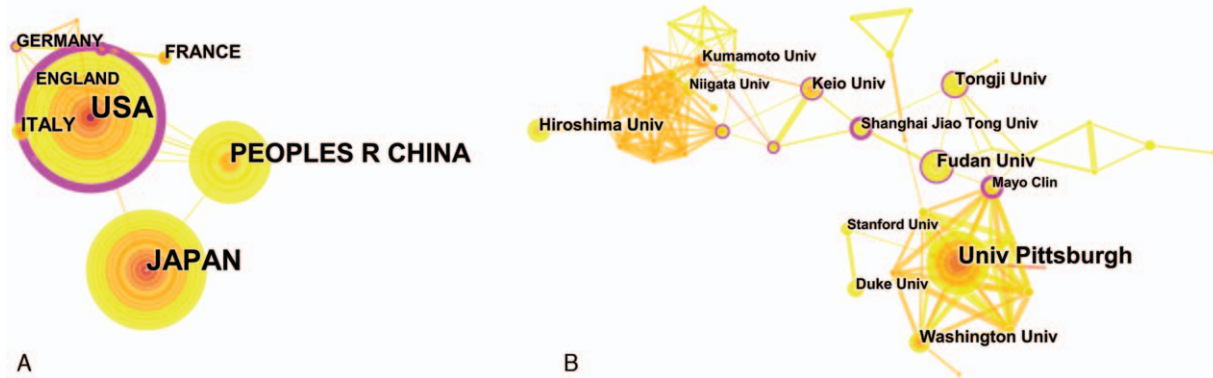 GERMANY
FRANCE
ENGLAND
USA
ITALY
PEOPLES R CHINA
JAPAN
A
Kumamoto Univ
Niigata Univ
Keio Univ
Tongji Univ
Hiroshima Univ
Shanghai Jiao Tong Univ
Fudan Univ
Mayo Clin
Stanford Univ
Univ Pittsburgh
Duke Univ
Washington Univ
B